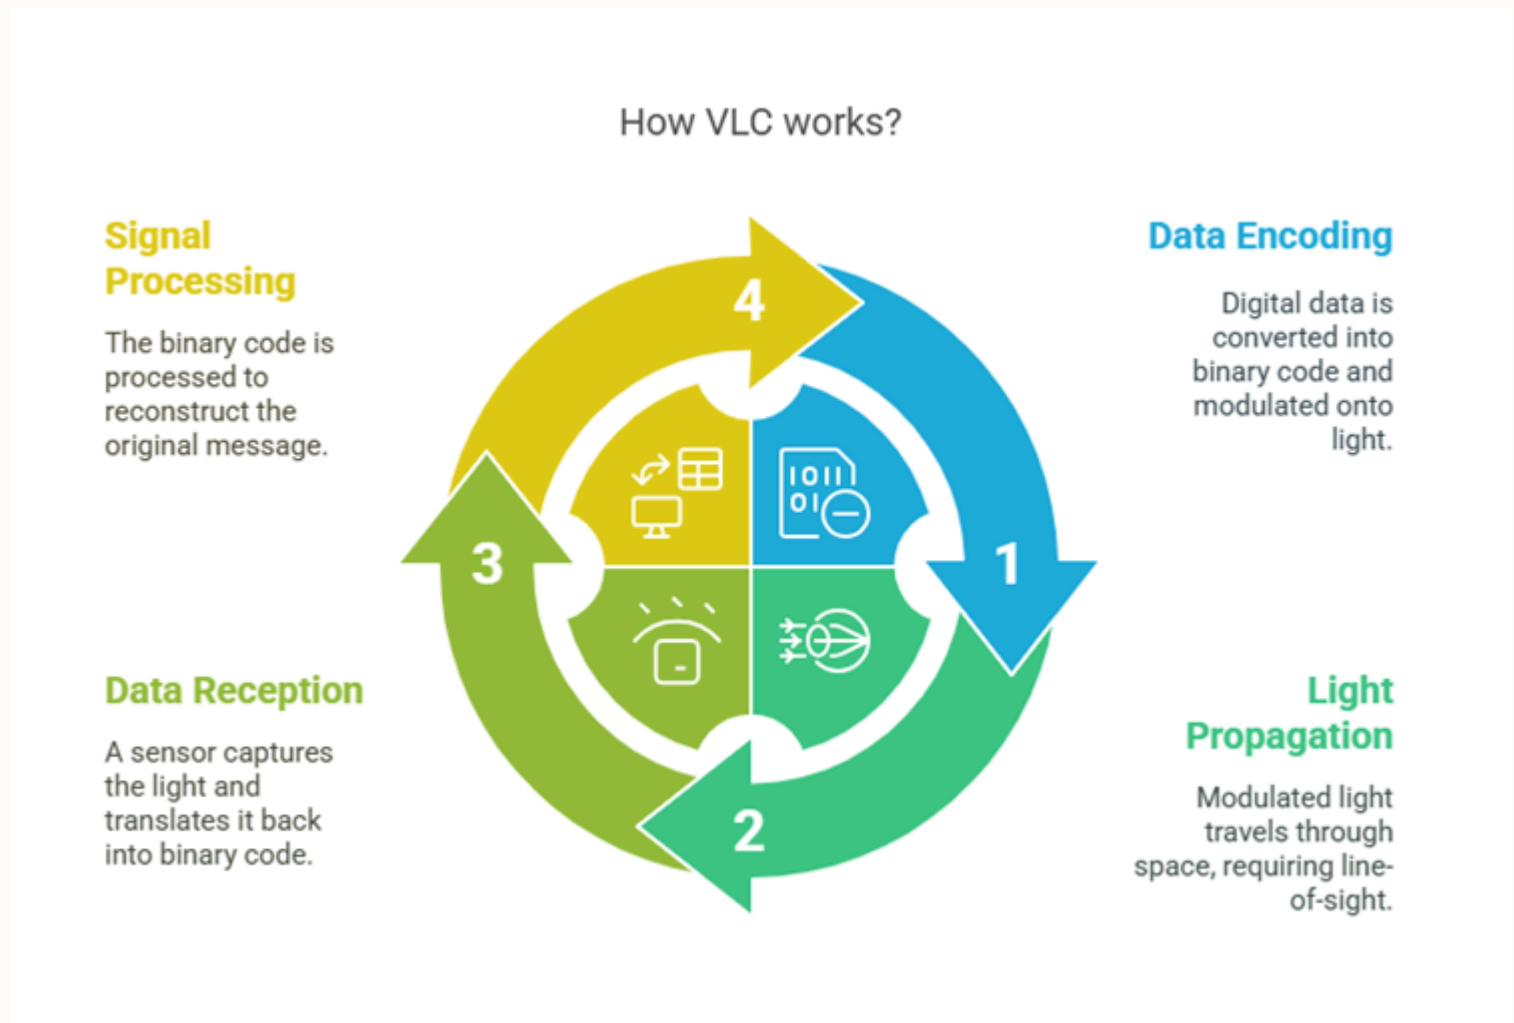 How VLC works?
Data Encoding
Digital data is
converted into
binary code and
modulated onto
light.
1
1011
01
Light
Propagation
Modulated light
travels through
space, requiring line-
of-sight.
2
Data Reception
A sensor captures
the light and
translates it back
into binary code.
3
Signal
Processing
The binary code is
processed to
reconstruct the
original message.
4